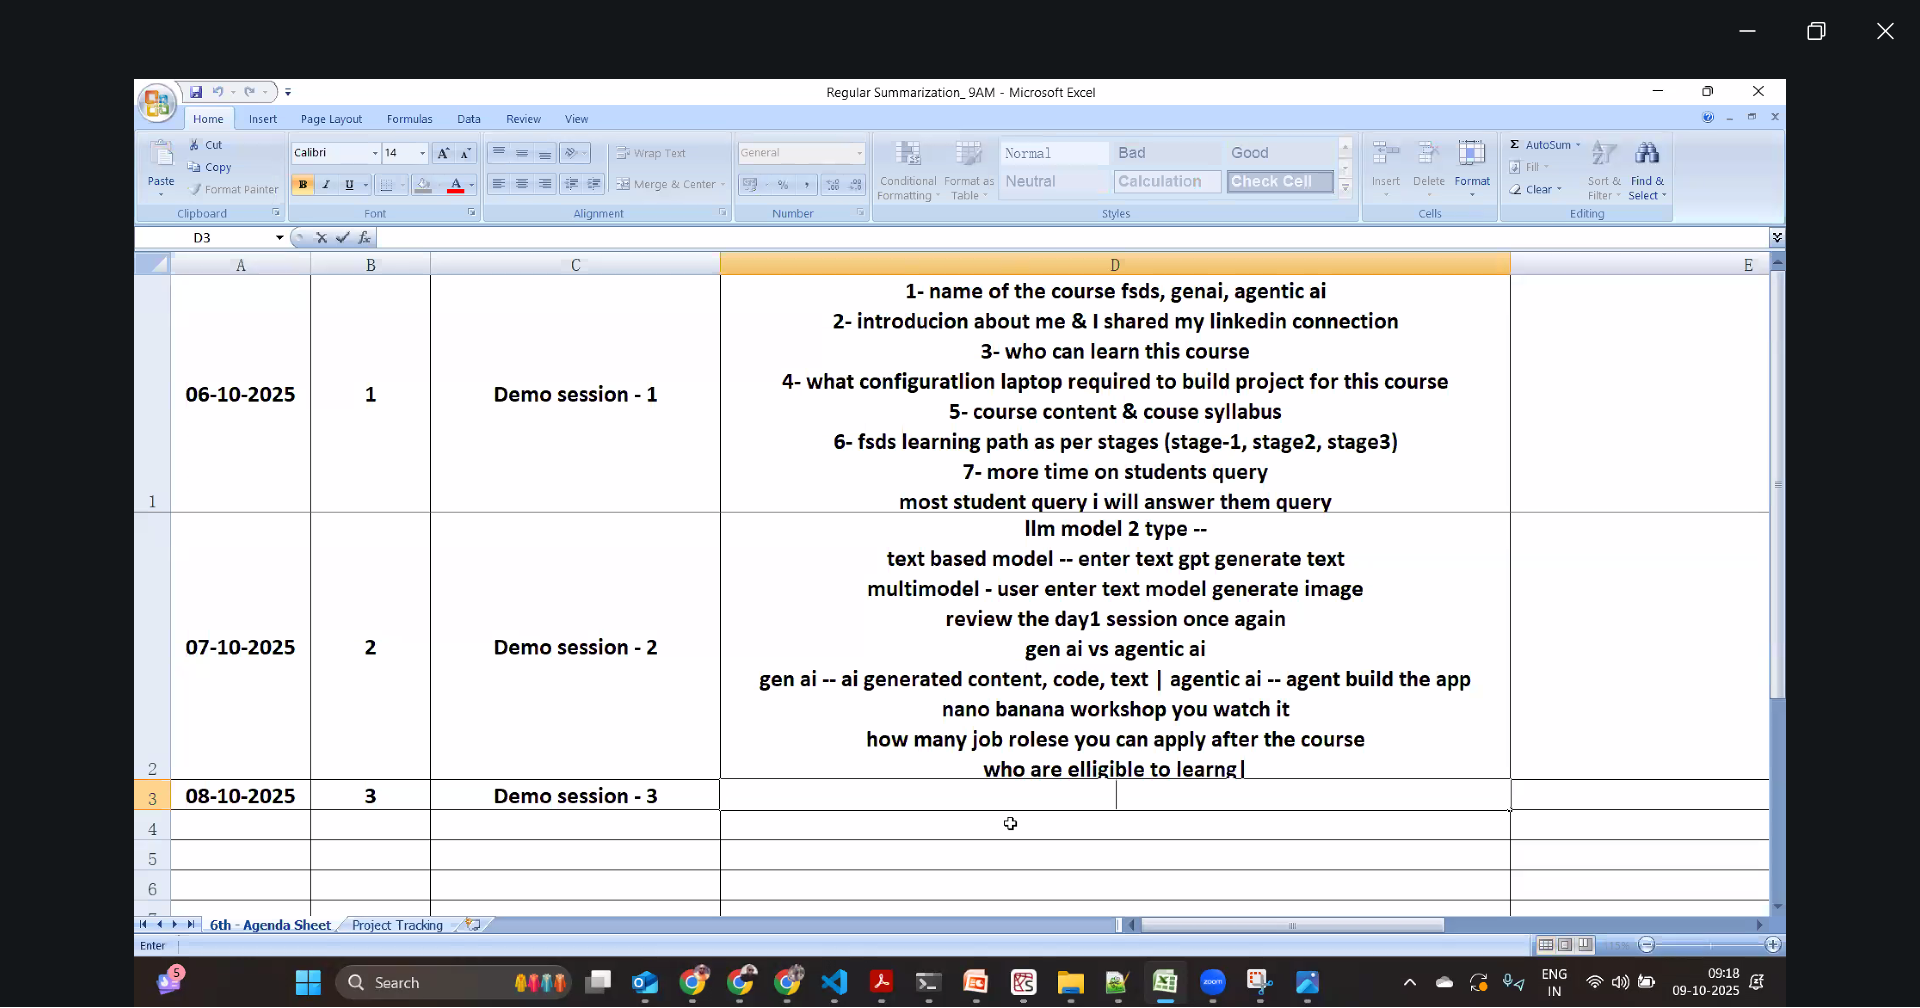 Regular Summarization_ 9AM - Microsoft Excel
Home Insert Page Layout Formulas Data Review View
Paste
Cut
Copy
Format Painter
Clipboard
Calibri 14
B I U
Font
Wrap Text
Merge & Center
Alignment
General
Number
Conditional Formatting
Format as Table
Normal Bad Good
Neutral Calculation Check Cell
Styles
Insert Delete Format
Cells
AutoSum
Fill
Clear
Sort & Filter
Find & Select
Editing
D3
A B C D E
1
06-10-2025 1 Demo session - 1
1- name of the course fsds, genai, agentic ai
2- introducion about me & I shared my linkedin connection
3- who can learn this course
4- what configuratlion laptop required to build project for this course
5- course content & couse syllabus
6- fsds learning path as per stages (stage-1, stage2, stage3)
7- more time on students query
most student query i will answer them query
2
07-10-2025 2 Demo session - 2
llm model 2 type --
text based model -- enter text gpt generate text
multimodel - user enter text model generate image
review the day1 session once again
gen ai vs agentic ai
gen ai -- ai generated content, code, text | agentic ai -- agent build the app
nano banana workshop you watch it
how many job rolese you can apply after the course
who are elligible to learng|
3 08-10-2025 3 Demo session - 3
4
5
6
6th - Agenda Sheet Project Tracking
Enter
5
Search
zoom
ENG
IN
09:18
09-10-2025